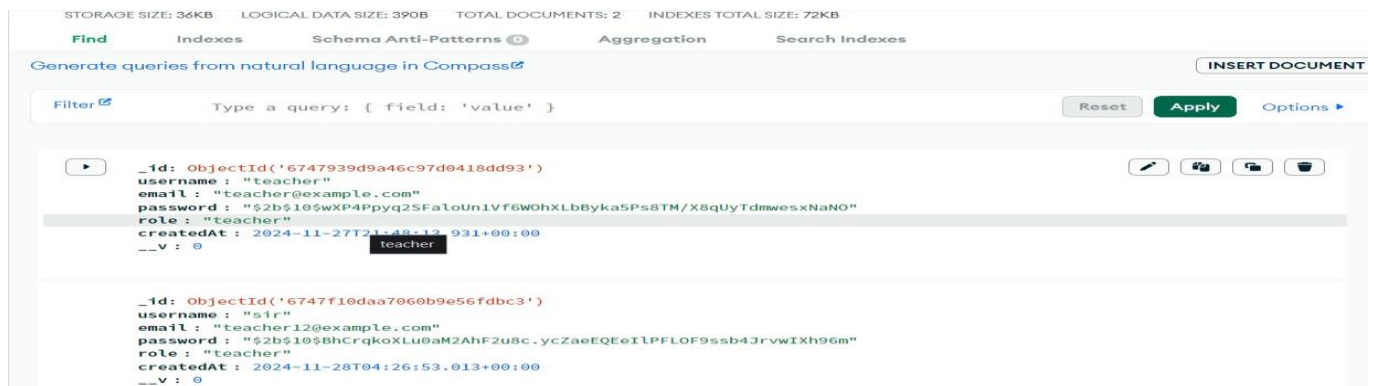 STORAGE SIZE: 36KB LOGICAL DATA SIZE: 390B TOTAL DOCUMENTS: 2 INDEXES TOTAL SIZE: 72KB
Find Indexes Schema Anti-Patterns 0 Aggregation Search Indexes
Generate queries from natural language in Compass
INSERT DOCUMENT
Filter Type a query: { field: 'value' } Reset Apply Options
_id: ObjectId('6747939d9a46c97d0418dd93')
username : "teacher"
email : "teacher@example.com"
password : "$2b$10$wXP4Ppyq2SFaloUn1Vf6WOhXLbByka5Ps8TM/X8qUyTdmwesxNaNO"
role : "teacher"
createdAt : 2024-11-27T21:48:13.931+00:00
teacher
__v : 0
_id: ObjectId('6747f10daa7060b9e56fdbc3')
username : "sir"
email : "teacher12@example.com"
password : "$2b$10$BhCrqkoXLu0aM2AhF2u8c.ycZaeEQEeIlPFLOF9ssb4JrvwIXh96m"
role : "teacher"
createdAt : 2024-11-28T04:26:53.013+00:00
__v : 0